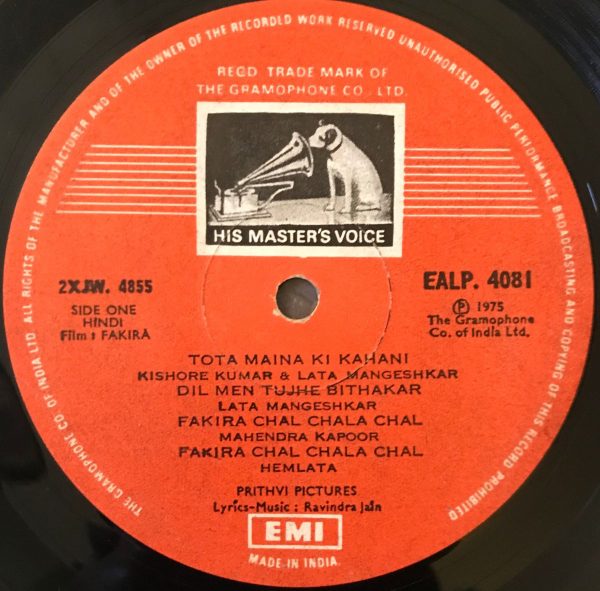 ALL RIGHTS OF THE MANUFACTURER AND OF THE OWNER OF THE RECORDED WORK RESERVED UNAUTHORISED PUBLIC PERFORMANCE BROADCASTING AND COPYING OF THIS RECORD PROHIBITED
REGD TRADE MARK OF
THE GRAMOPHONE CO. LTD.
HIS MASTER'S VOICE
2XJW. 4855
SIDE ONE
HINDI
Film : FAKIRA
EALP. 4081
Ⓟ 1975
The Gramophone
Co. of India Ltd.
TOTA MAINA KI KAHANI
KISHORE KUMAR & LATA MANGESHKAR
DIL MEN TUJHE BITHAKAR
LATA MANGESHKAR
FAKIRA CHAL CHALA CHAL
MAHENDRA KAPOOR
FAKIRA CHAL CHALA CHAL
HEMLATA
PRITHVI PICTURES
Lyrics-Music : Ravindra Jain
EMI
MADE IN INDIA.
THE GRAMOPHONE CO. OF INDIA LTD.